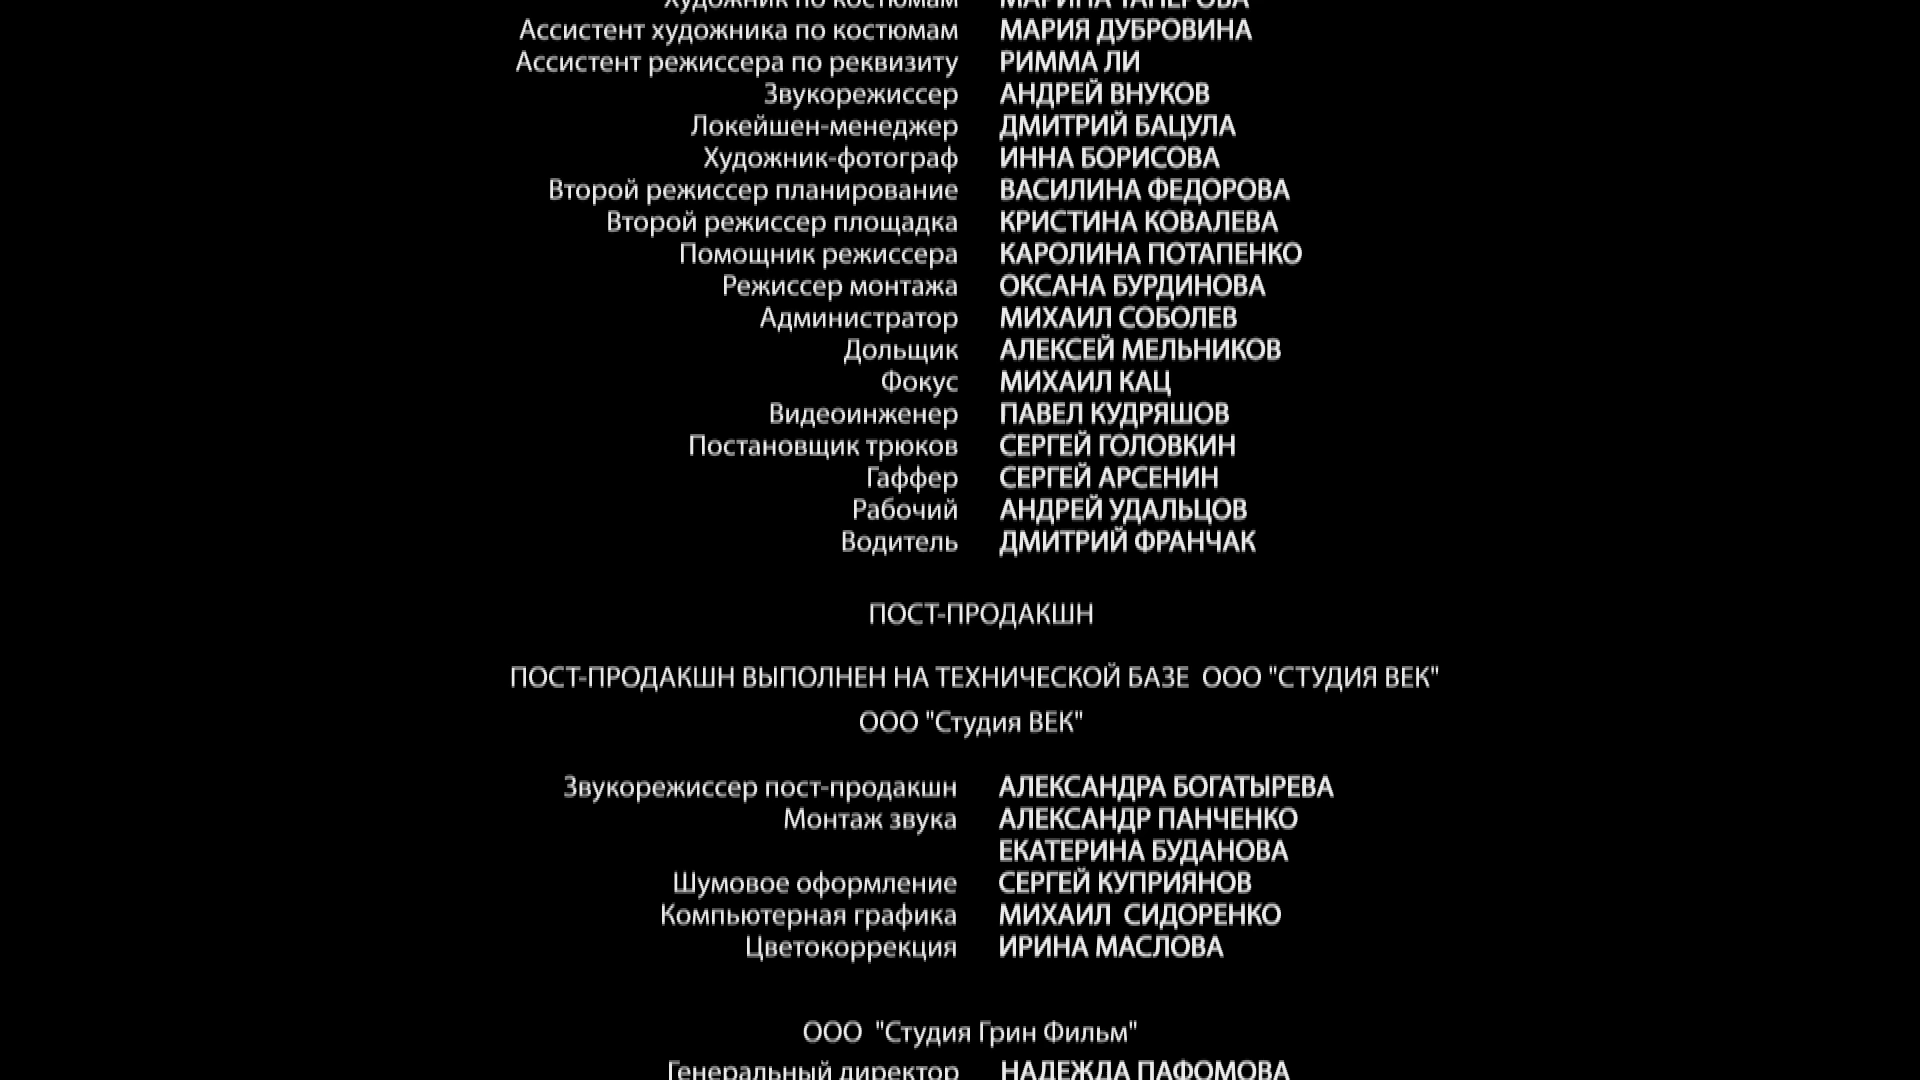 Художник по костюмам МАРИНА ТАНЕРОВА
Ассистент художника по костюмам МАРИЯ ДУБРОВИНА
Ассистент режиссера по реквизиту РИММА ЛИ
Звукорежиссер АНДРЕЙ ВНУКОВ
Локейшен-менеджер ДМИТРИЙ БАЦУЛА
Художник-фотограф ИННА БОРИСОВА
Второй режиссер планирование ВАСИЛИНА ФЕДОРОВА
Второй режиссер площадка КРИСТИНА КОВАЛЕВА
Помощник режиссера КАРОЛИНА ПОТАПЕНКО
Режиссер монтажа ОКСАНА БУРДИНОВА
Администратор МИХАИЛ СОБОЛЕВ
Дольщик АЛЕКСЕЙ МЕЛЬНИКОВ
Фокус МИХАИЛ КАЦ
Видеоинженер ПАВЕЛ КУДРЯШОВ
Постановщик трюков СЕРГЕЙ ГОЛОВКИН
Гаффер СЕРГЕЙ АРСЕНИН
Рабочий АНДРЕЙ УДАЛЬЦОВ
Водитель ДМИТРИЙ ФРАНЧАК
ПОСТ-ПРОДАКШН
ПОСТ-ПРОДАКШН ВЫПОЛНЕН НА ТЕХНИЧЕСКОЙ БАЗЕ ООО "СТУДИЯ ВЕК"
ООО "Студия ВЕК"
Звукорежиссер пост-продакшн АЛЕКСАНДРА БОГАТЫРЕВА
Монтаж звука АЛЕКСАНДР ПАНЧЕНКО
ЕКАТЕРИНА БУДАНОВА
Шумовое оформление СЕРГЕЙ КУПРИЯНОВ
Компьютерная графика МИХАИЛ СИДОРЕНКО
Цветокоррекция ИРИНА МАСЛОВА
ООО "Студия Грин Фильм"
Генеральный директор НАДЕЖДА ПАФОМОВА